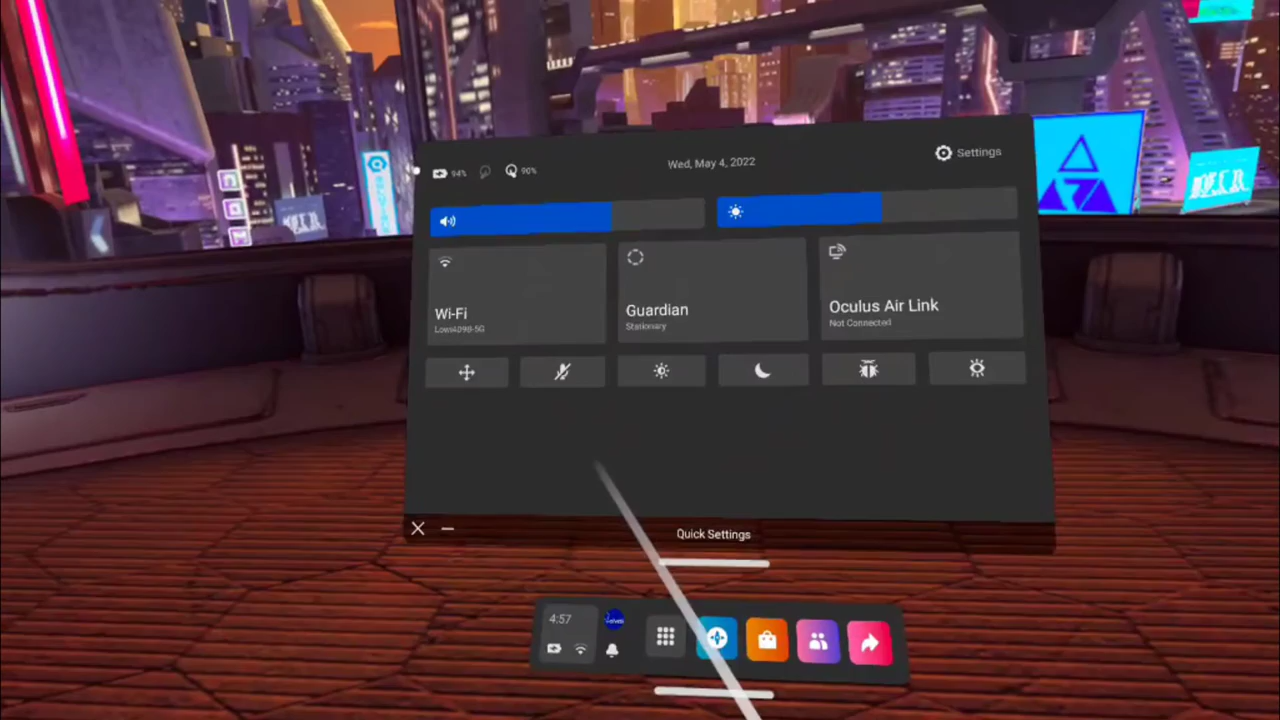 94%
90%
Wed, May 4, 2022
Settings
Wi-Fi
Guardian
Stationary
Oculus Air Link
Not Connected
Quick Settings
4:57